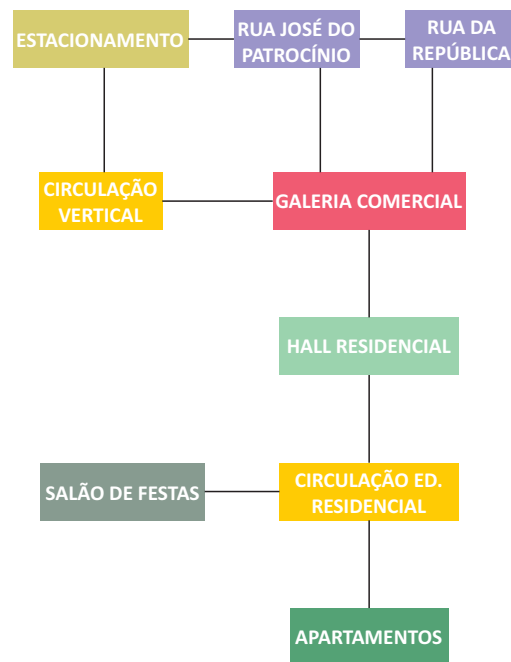 ESTACIONAMENTO
RUA JOSÉ DO
PATROCÍNIO
RUA DA
REPÚBLICA
CIRCULAÇÃO
VERTICAL
GALERIA COMERCIAL
HALL RESIDENCIAL
SALÃO DE FESTAS
CIRCULAÇÃO ED.
RESIDENCIAL
APARTAMENTOS